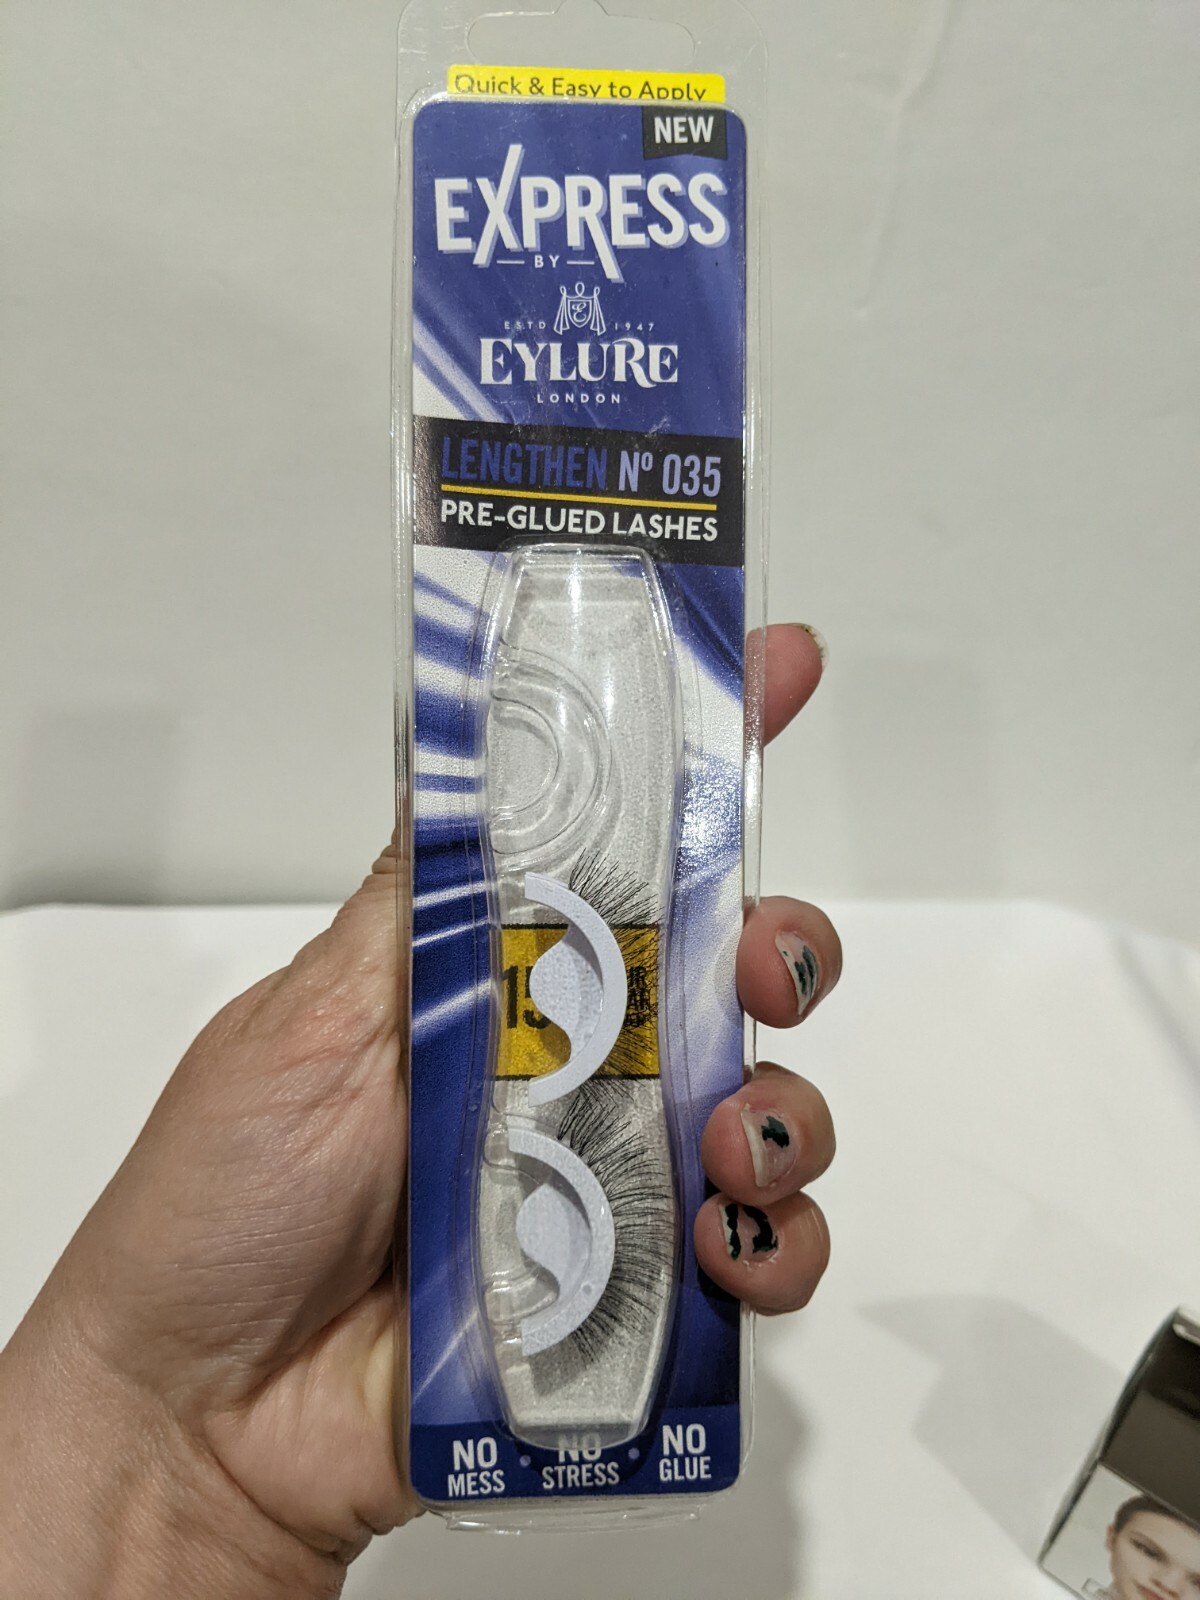 Quick & Easy to Apply
NEW
EXPRESS
BY
ESTD 1947
E
EYLURE
LONDON
LENGTHEN Nº 035
PRE-GLUED LASHES
15
NO MESS • NO STRESS • NO GLUE